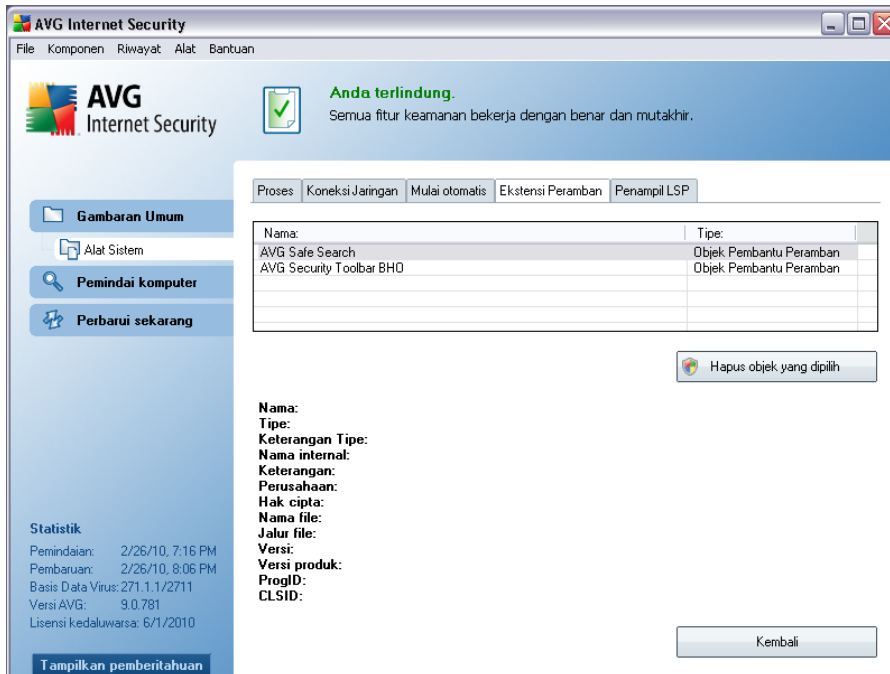 AVG Internet Security
File Komponen Riwayat Alat Bantuan
AVG
Internet Security
Anda terlindung.
Semua fitur keamanan bekerja dengan benar dan mutakhir.
Gambaran Umum
Alat Sistem
Pemindai komputer
Perbarui sekarang
Proses Koneksi Jaringan Mulai otomatis Ekstensi Peramban Penampil LSP
Nama: Tipe:
AVG Safe Search Objek Pembantu Peramban
AVG Security Toolbar BHO Objek Pembantu Peramban
Hapus objek yang dipilih
Nama:
Tipe:
Keterangan Tipe:
Nama internal:
Keterangan:
Perusahaan:
Hak cipta:
Nama file:
Jalur file:
Versi:
Versi produk:
ProgID:
CLSID:
Statistik
Pemindaian: 2/26/10, 7:16 PM
Pembaruan: 2/26/10, 8:06 PM
Basis Data Virus: 271.1.1/2711
Versi AVG: 9.0.781
Lisensi kedaluwarsa: 6/1/2010
Tampilkan pemberitahuan
Kembali